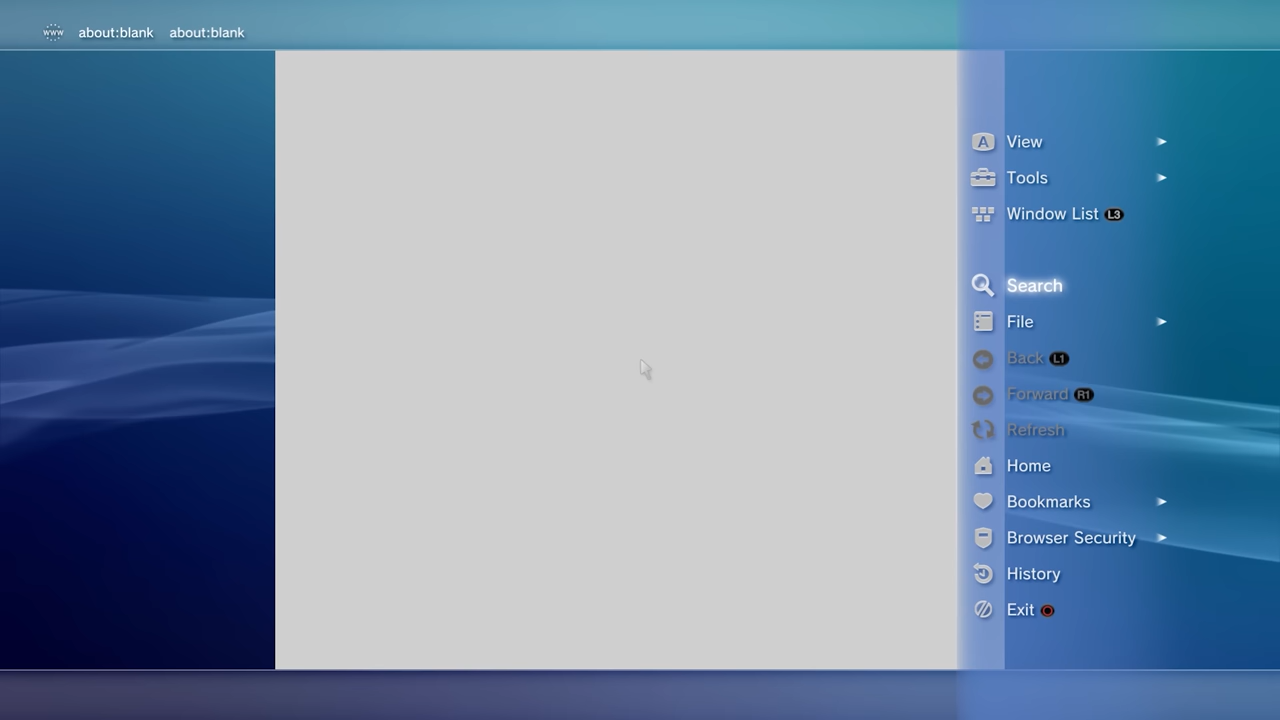 www about:blank about:blank
A View
Tools
Window List L3
Search
File
Back L1
Forward R1
Refresh
Home
Bookmarks
Browser Security
History
Exit